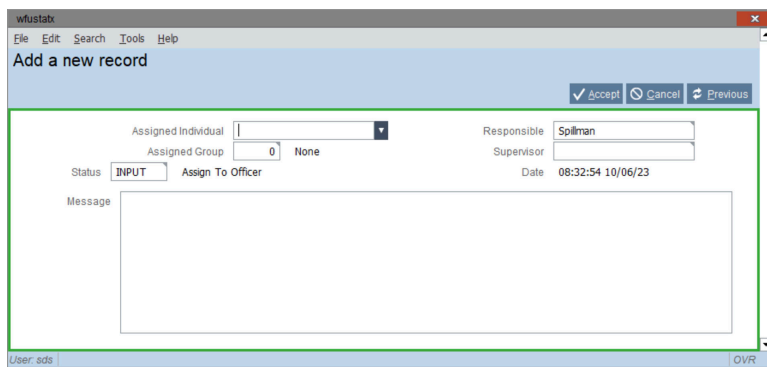 wfustatx
File Edit Search Tools Help
Add a new record
Accept Cancel Previous
Assigned Individual Responsible Spillman
Assigned Group 0 None Supervisor
Status INPUT Assign To Officer Date 08:32:54 10/06/23
Message
User: sds OVR